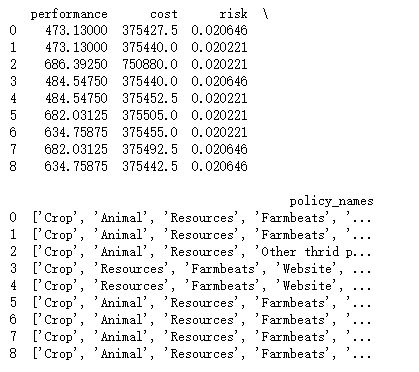 performance cost risk \
0 473.13000 375427.5 0.020646
1 473.13000 375440.0 0.020221
2 686.39250 750880.0 0.020221
3 484.54750 375440.0 0.020646
4 484.54750 375452.5 0.020221
5 682.03125 375505.0 0.020221
6 634.75875 375455.0 0.020221
7 682.03125 375492.5 0.020646
8 634.75875 375442.5 0.020646
policy_names
0 ['Crop', 'Animal', 'Resources', 'Farmbeats', '...
1 ['Crop', 'Animal', 'Resources', 'Farmbeats', '...
2 ['Crop', 'Animal', 'Resources', 'Other thrid p...
3 ['Crop', 'Resources', 'Farmbeats', 'Website', ...
4 ['Crop', 'Resources', 'Farmbeats', 'Website', ...
5 ['Crop', 'Animal', 'Resources', 'Farmbeats', '...
6 ['Crop', 'Animal', 'Resources', 'Farmbeats', '...
7 ['Crop', 'Animal', 'Resources', 'Farmbeats', '...
8 ['Crop', 'Animal', 'Resources', 'Farmbeats', '...